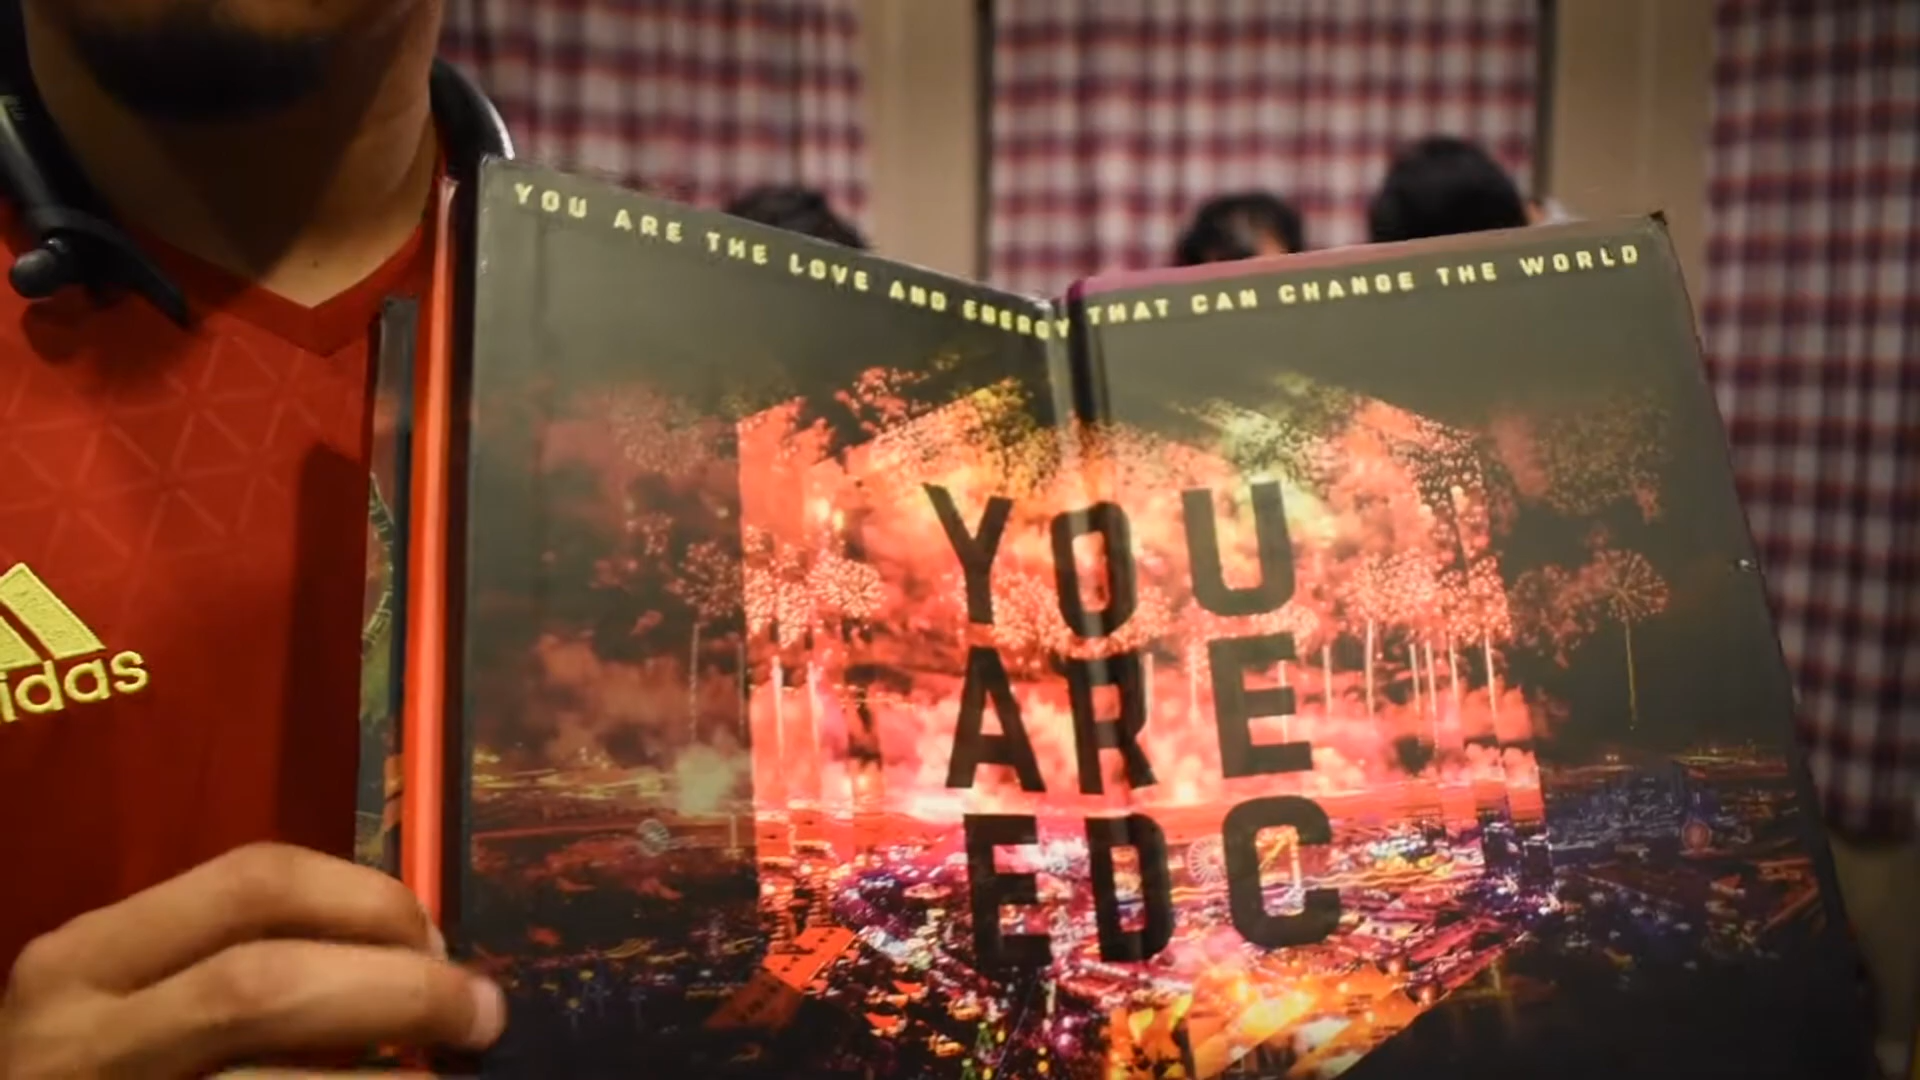 YOU ARE THE LOVE AND ENERGY THAT CAN CHANGE THE WORLD
YOU
ARE
EDC
idas